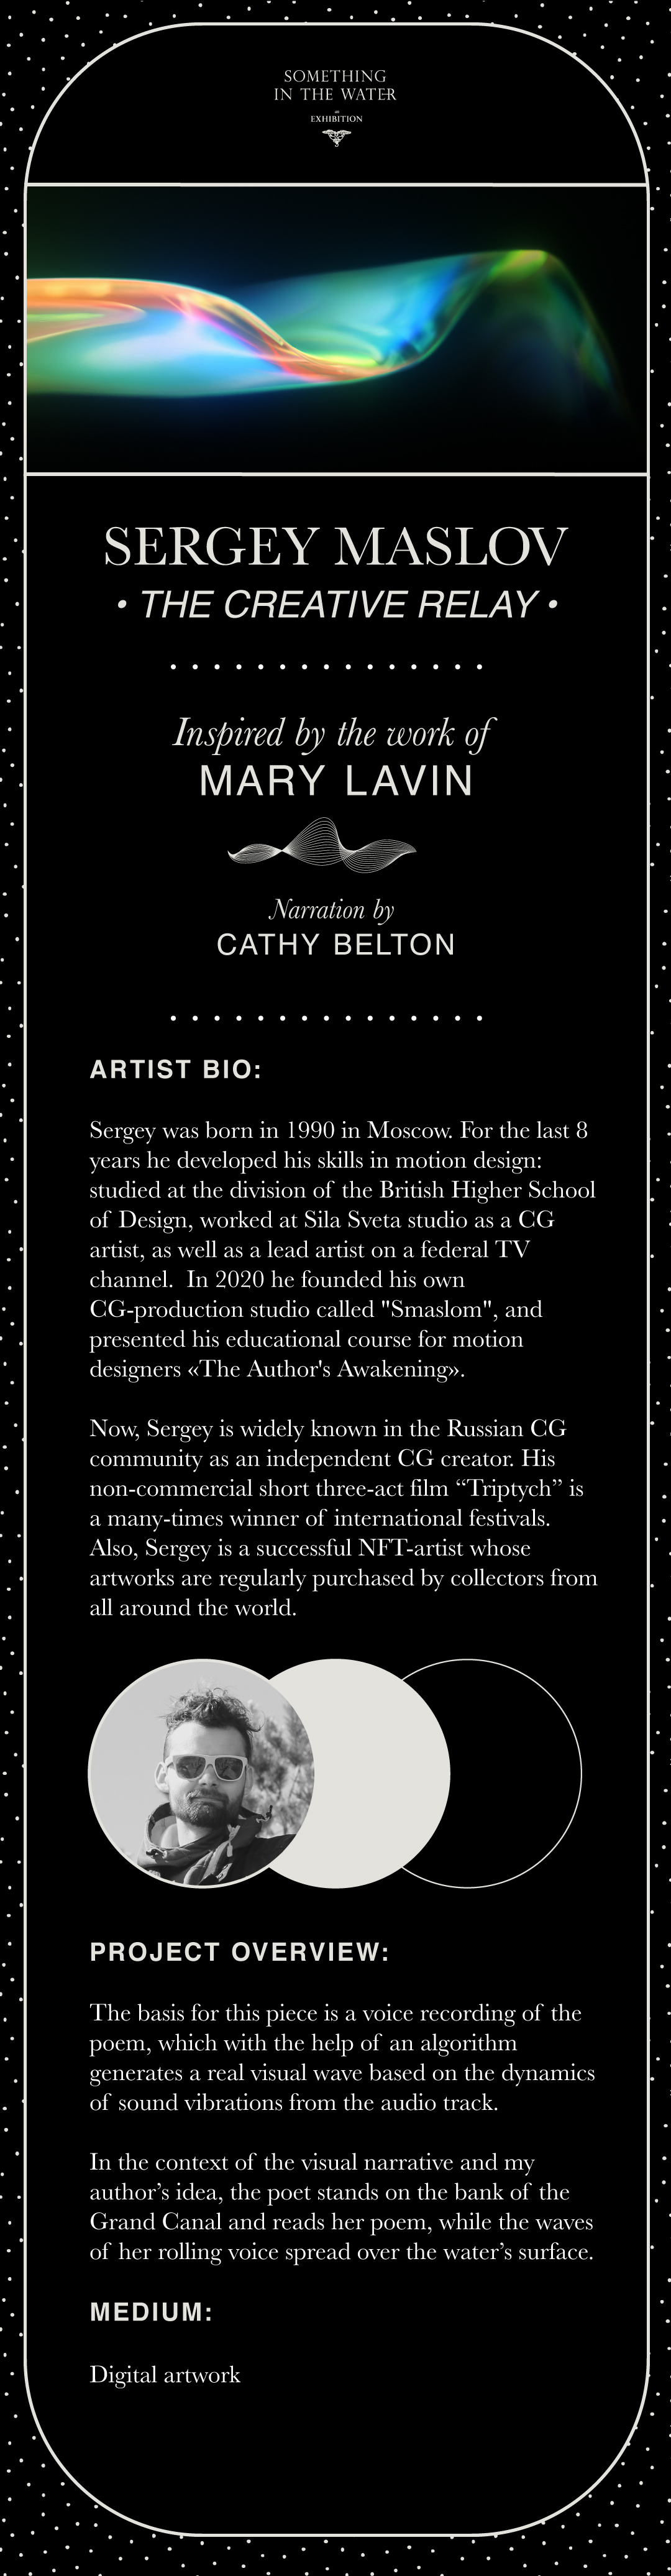 SOMETHING
IN THE WATER
EXHIBITION
SERGEY MASLOV
• THE CREATIVE RELAY •
Inspired by the work of
MARY LAVIN
Narration by
CATHY BELTON
ARTIST BIO:
Sergey was born in 1990 in Moscow. For the last 8
years he developed his skills in motion design:
studied at the division of the British Higher School
of Design, worked at Sila Sveta studio as a CG
artist, as well as a lead artist on a federal TV
channel.  In 2020 he founded his own
CG-production studio called "Smaslom", and
presented his educational course for motion
designers «The Author's Awakening».
Now, Sergey is widely known in the Russian CG
community as an independent CG creator. His
non-commercial short three-act film “Triptych” is
a many-times winner of international festivals.
Also, Sergey is a successful NFT-artist whose
artworks are regularly purchased by collectors from
all around the world.
PROJECT OVERVIEW:
The basis for this piece is a voice recording of the
poem, which with the help of an algorithm
generates a real visual wave based on the dynamics
of sound vibrations from the audio track.
In the context of the visual narrative and my
author’s idea, the poet stands on the bank of the
Grand Canal and reads her poem, while the waves
of her rolling voice spread over the water’s surface.
MEDIUM:
Digital artwork